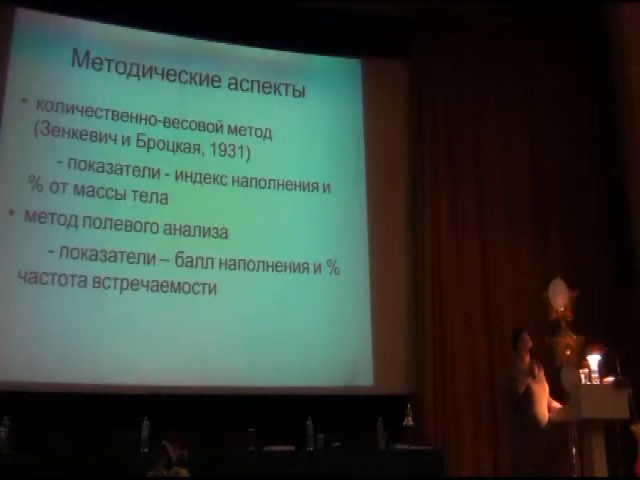 Методические аспекты
• количественно-весовой метод
(Зенкевич и Броцкая, 1931)
- показатели - индекс наполнения и
% от массы тела
• метод полевого анализа
- показатели – балл наполнения и %
частота встречаемости